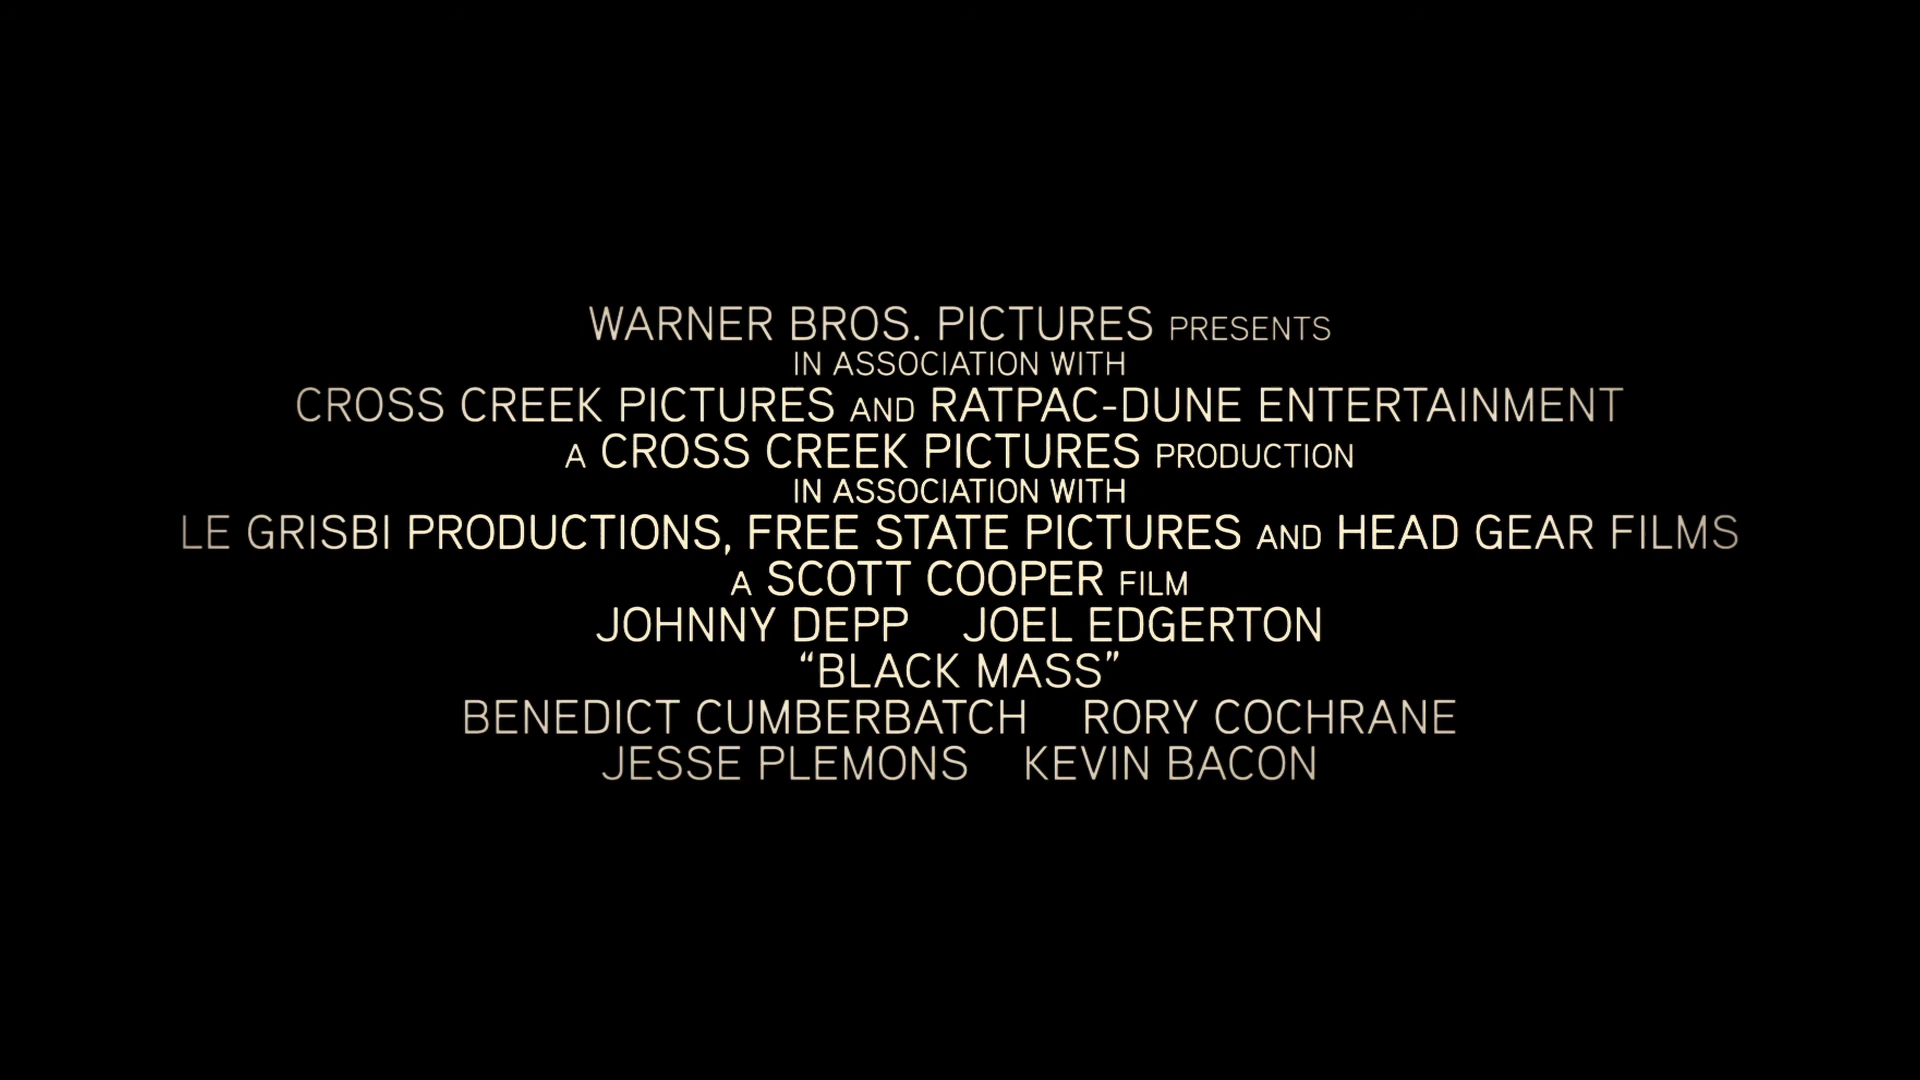 WARNER BROS. PICTURES PRESENTS
IN ASSOCIATION WITH
CROSS CREEK PICTURES AND RATPAC-DUNE ENTERTAINMENT
A CROSS CREEK PICTURES PRODUCTION
IN ASSOCIATION WITH
LE GRISBI PRODUCTIONS, FREE STATE PICTURES AND HEAD GEAR FILMS
A SCOTT COOPER FILM
JOHNNY DEPP JOEL EDGERTON
“BLACK MASS”
BENEDICT CUMBERBATCH RORY COCHRANE
JESSE PLEMONS KEVIN BACON